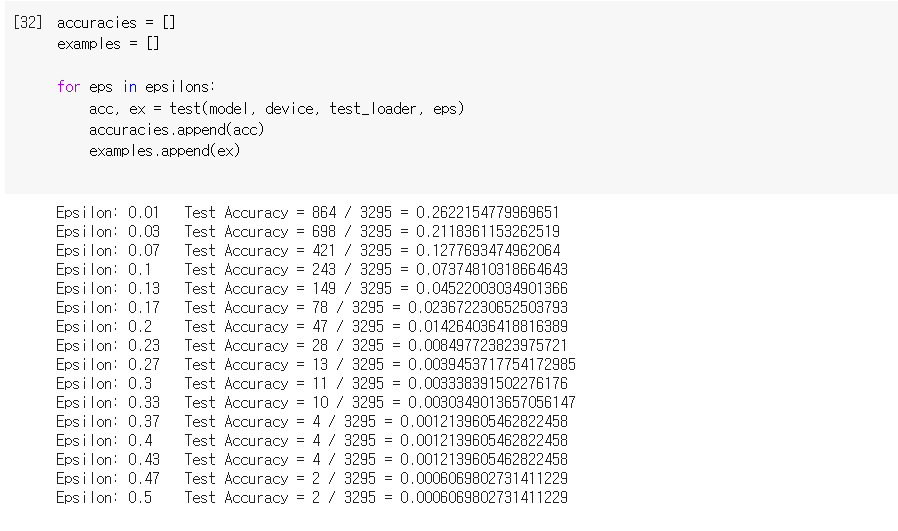 [32] accuracies = []
examples = []
for eps in epsilons:
acc, ex = test(model, device, test_loader, eps)
accuracies.append(acc)
examples.append(ex)
Epsilon: 0.01 Test Accuracy = 864 / 3295 = 0.2622154779969651
Epsilon: 0.03 Test Accuracy = 698 / 3295 = 0.2118361153262519
Epsilon: 0.07 Test Accuracy = 421 / 3295 = 0.1277693474962064
Epsilon: 0.1 Test Accuracy = 243 / 3295 = 0.07374810318664643
Epsilon: 0.13 Test Accuracy = 149 / 3295 = 0.04522003034901366
Epsilon: 0.17 Test Accuracy = 78 / 3295 = 0.023672230652503793
Epsilon: 0.2 Test Accuracy = 47 / 3295 = 0.014264036418816389
Epsilon: 0.23 Test Accuracy = 28 / 3295 = 0.008497723823975721
Epsilon: 0.27 Test Accuracy = 13 / 3295 = 0.003945371775417298​5
Epsilon: 0.3 Test Accuracy = 11 / 3295 = 0.003338391502276176
Epsilon: 0.33 Test Accuracy = 10 / 3295 = 0.0030349013657056147
Epsilon: 0.37 Test Accuracy = 4 / 3295 = 0.0012139605462822458
Epsilon: 0.4 Test Accuracy = 4 / 3295 = 0.0012139605462822458
Epsilon: 0.43 Test Accuracy = 4 / 3295 = 0.0012139605462822458
Epsilon: 0.47 Test Accuracy = 2 / 3295 = 0.0006069802731411229
Epsilon: 0.5 Test Accuracy = 2 / 3295 = 0.0006069802731411229